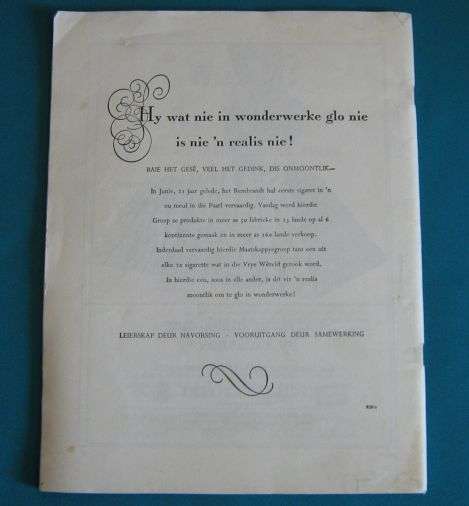 Hy wat nie in wonderwerke glo nie
is nie 'n realis nie!
BAIE HET GESÊ, VEEL HET GEDINK, DIS ONMOONTLIK—
In Junie, 21 jaar gelede, het Rembrandt hul eerste sigaret in 'n
ou meul in die Paarl vervaardig. Vandag word hierdie
Groep se produkte in meer as 50 fabrieke in 15 lande op al 6
kontinente gemaak en in meer as 160 lande verkoop.
Inderdaad vervaardig hierdie Maatskappygroep tans een uit
elke 12 sigarette wat in die Vrye Wêreld gerook word.
In hierdie eeu, soos in elke ander, is dit vir 'n realis
moontlik om te glo in wonderwerke!
LEIERSKAP DEUR NAVORSING - VOORUITGANG DEUR SAMEWERKING